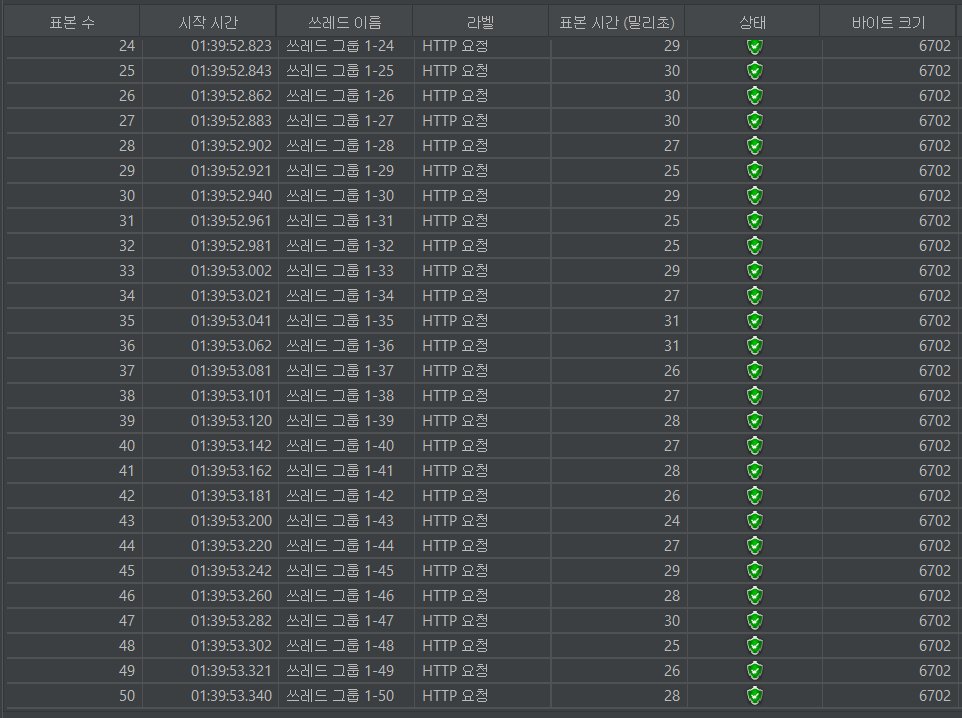 표본 수 시작 시간 쓰레드 이름 라벨 표본 시간 (밀리초) 상태 바이트 크기
24 01:39:52.823 쓰레드 그룹 1-24 HTTP 요청 29 6702
25 01:39:52.843 쓰레드 그룹 1-25 HTTP 요청 30 6702
26 01:39:52.862 쓰레드 그룹 1-26 HTTP 요청 30 6702
27 01:39:52.883 쓰레드 그룹 1-27 HTTP 요청 30 6702
28 01:39:52.902 쓰레드 그룹 1-28 HTTP 요청 27 6702
29 01:39:52.921 쓰레드 그룹 1-29 HTTP 요청 25 6702
30 01:39:52.940 쓰레드 그룹 1-30 HTTP 요청 29 6702
31 01:39:52.961 쓰레드 그룹 1-31 HTTP 요청 25 6702
32 01:39:52.981 쓰레드 그룹 1-32 HTTP 요청 25 6702
33 01:39:53.002 쓰레드 그룹 1-33 HTTP 요청 29 6702
34 01:39:53.021 쓰레드 그룹 1-34 HTTP 요청 27 6702
35 01:39:53.041 쓰레드 그룹 1-35 HTTP 요청 31 6702
36 01:39:53.062 쓰레드 그룹 1-36 HTTP 요청 31 6702
37 01:39:53.081 쓰레드 그룹 1-37 HTTP 요청 26 6702
38 01:39:53.101 쓰레드 그룹 1-38 HTTP 요청 27 6702
39 01:39:53.120 쓰레드 그룹 1-39 HTTP 요청 28 6702
40 01:39:53.142 쓰레드 그룹 1-40 HTTP 요청 27 6702
41 01:39:53.162 쓰레드 그룹 1-41 HTTP 요청 28 6702
42 01:39:53.181 쓰레드 그룹 1-42 HTTP 요청 26 6702
43 01:39:53.200 쓰레드 그룹 1-43 HTTP 요청 24 6702
44 01:39:53.220 쓰레드 그룹 1-44 HTTP 요청 27 6702
45 01:39:53.242 쓰레드 그룹 1-45 HTTP 요청 29 6702
46 01:39:53.260 쓰레드 그룹 1-46 HTTP 요청 28 6702
47 01:39:53.282 쓰레드 그룹 1-47 HTTP 요청 30 6702
48 01:39:53.302 쓰레드 그룹 1-48 HTTP 요청 25 6702
49 01:39:53.321 쓰레드 그룹 1-49 HTTP 요청 26 6702
50 01:39:53.340 쓰레드 그룹 1-50 HTTP 요청 28 6702